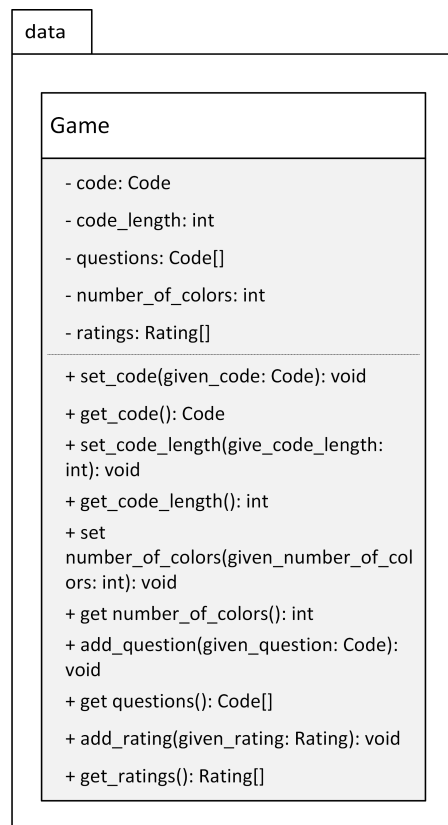 data
Game
- code: Code
- code_length: int
- questions: Code[]
- number_of_colors: int
- ratings: Rating[]
+ set_code(given_code: Code): void
+ get_code(): Code
+ set_code_length(give_code_length:
int): void
+ get_code_length(): int
+ set
number_of_colors(given_number_of_col
ors: int): void
+ get number_of_colors(): int
+ add_question(given_question: Code):
void
+ get questions(): Code[]
+ add_rating(given_rating: Rating): void
+ get_ratings(): Rating[]